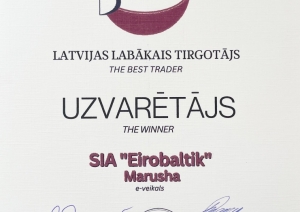 LATVIJAS LABĀKAIS TIRGOTĀJS
THE BEST TRADER
UZVARĒTĀJS
THE WINNER
SIA "Eirobaltik"
Marusha
e-veikals